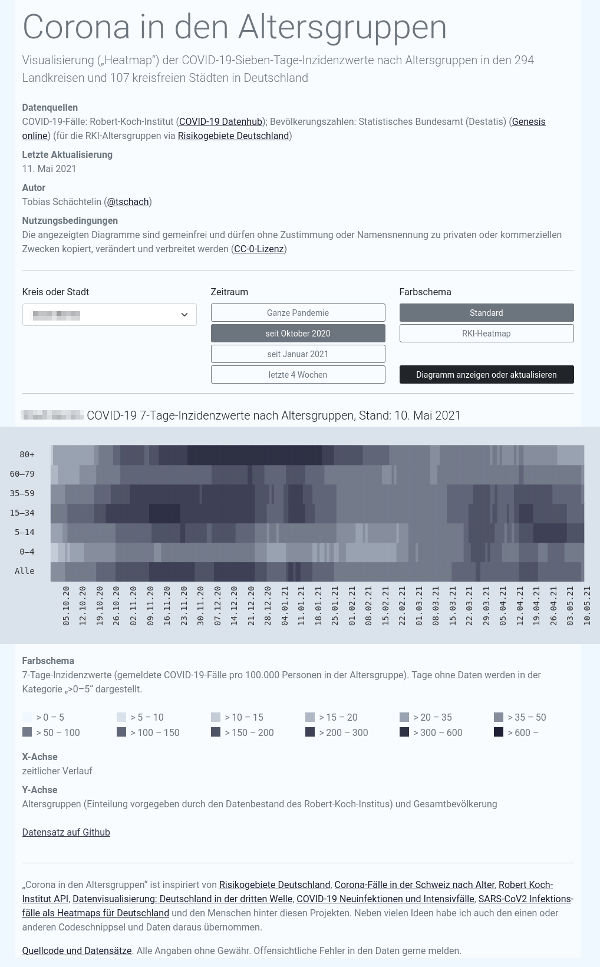 Corona in den Altersgruppen
Visualisierung („Heatmap“) der COVID-19-Sieben-Tage-Inzidenzwerte nach Altersgruppen in den 294
Landkreisen und 107 kreisfreien Städten in Deutschland
Datenquellen
COVID-19-Fälle: Robert-Koch-Institut (COVID-19 Datenhub); Bevölkerungszahlen: Statistisches Bundesamt (Destatis) (Genesis
online) (für die RKI-Altersgruppen via Risikogebiete Deutschland)
Letzte Aktualisierung
11. Mai 2021
Autor
Tobias Schächtelin (@tschach)
Nutzungsbedingungen
Die angezeigten Diagramme sind gemeinfrei und dürfen ohne Zustimmung oder Namensnennung zu privaten oder kommerziellen
Zwecken kopiert, verändert und verbreitet werden (CC-0-Lizenz)
Kreis oder Stadt
Zeitraum
Ganze Pandemie
seit Oktober 2020
seit Januar 2021
letzte 4 Wochen
Farbschema
Standard
RKI-Heatmap
Diagramm anzeigen oder aktualisieren
COVID-19 7-Tage-Inzidenzwerte nach Altersgruppen, Stand: 10. Mai 2021
80+
60–79
35–59
15–34
5–14
0–4
Alle
05.10.20
12.10.20
19.10.20
26.10.20
02.11.20
09.11.20
16.11.20
23.11.20
30.11.20
07.12.20
14.12.20
21.12.20
28.12.20
04.01.21
11.01.21
18.01.21
25.01.21
01.02.21
08.02.21
15.02.21
22.02.21
01.03.21
08.03.21
15.03.21
22.03.21
29.03.21
05.04.21
12.04.21
19.04.21
26.04.21
03.05.21
10.05.21
Farbschema
7-Tage-Inzidenzwerte (gemeldete COVID-19-Fälle pro 100.000 Personen in der Altersgruppe). Tage ohne Daten werden in der
Kategorie „>0–5“ dargestellt.
> 0 – 5
> 5 – 10
> 10 – 15
> 15 – 20
> 20 – 35
> 35 – 50
> 50 – 100
> 100 – 150
> 150 – 200
> 200 – 300
> 300 – 600
> 600 –
X-Achse
zeitlicher Verlauf
Y-Achse
Altersgruppen (Einteilung vorgegeben durch den Datenbestand des Robert-Koch-Institus) und Gesamtbevölkerung
Datensatz auf Github
„Corona in den Altersgruppen“ ist inspiriert von Risikogebiete Deutschland, Corona-Fälle in der Schweiz nach Alter, Robert Koch-
Institut API, Datenvisualisierung: Deutschland in der dritten Welle, COVID-19 Neuinfektionen und Intensivfälle, SARS-CoV2 Infektions-
fälle als Heatmaps für Deutschland und den Menschen hinter diesen Projekten. Neben vielen Ideen habe ich auch den einen oder
anderen Codeschnippsel und Daten daraus übernommen.
Quellcode und Datensätze. Alle Angaben ohne Gewähr. Offensichtliche Fehler in den Daten gerne melden.